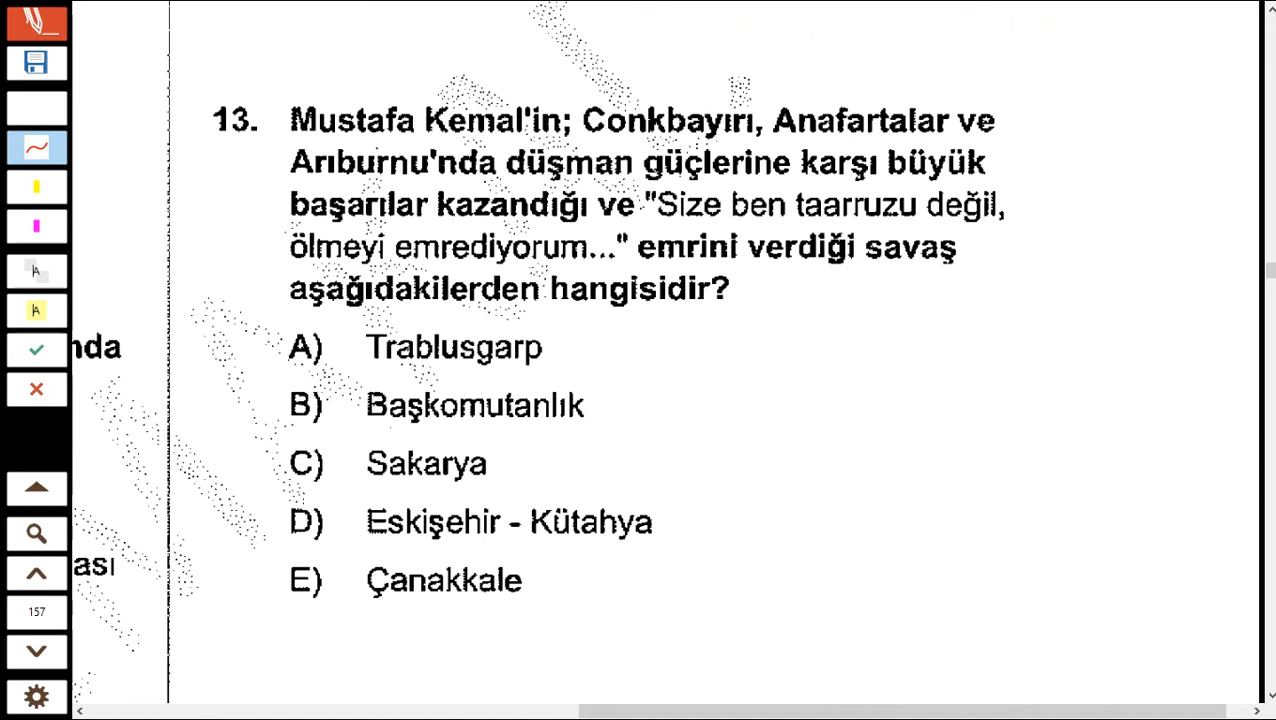 13. Mustafa Kemal'in; Conkbayırı, Anafartalar ve
Arıburnu'nda düşman güçlerine karşı büyük
başarılar kazandığı ve "Size ben taarruzu değil,
ölmeyi emrediyorum..." emrini verdiği savaş
aşağıdakilerden hangisidir?
A) Trablusgarp
B) Başkomutanlık
C) Sakarya
D) Eskişehir - Kütahya
E) Çanakkale
nda
ası
A
A
157